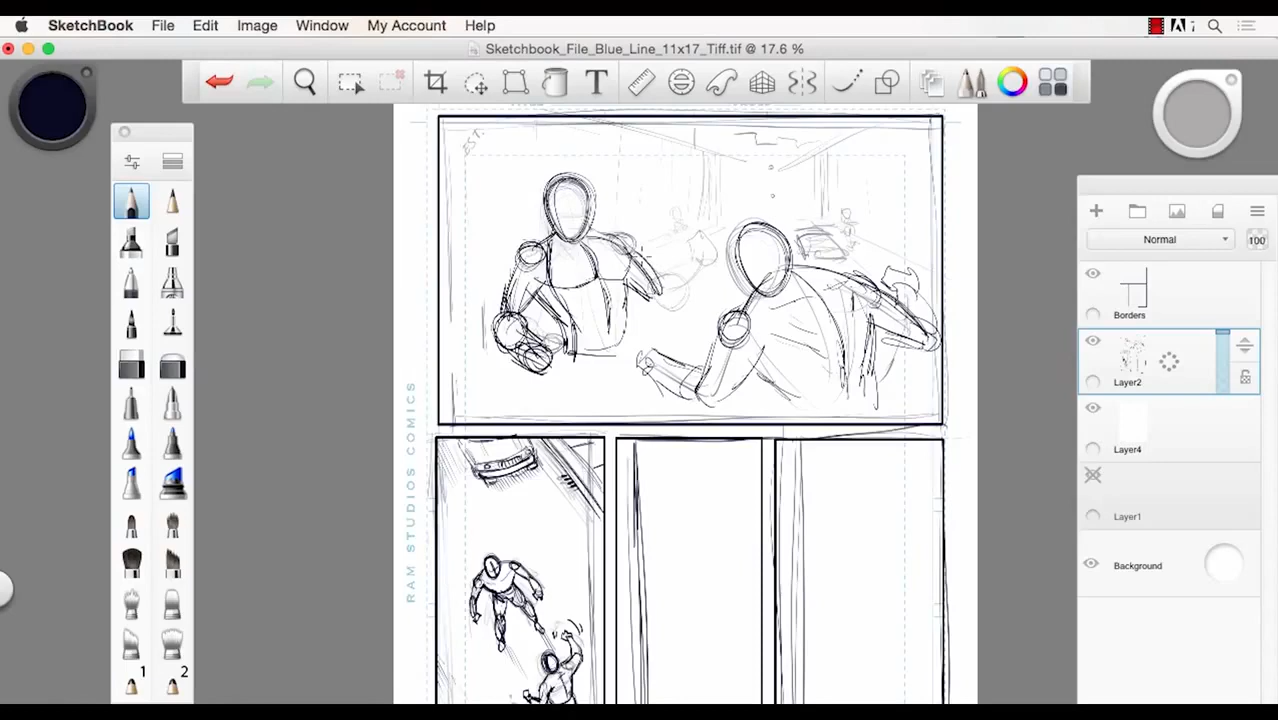 SketchBook File Edit Image Window My Account Help
Sketchbook_File_Blue_Line_11x17_Tiff.tif @ 17.6 %
T
Normal
100
Borders
Layer2
Layer4
Layer1
Background
RAM STUDIOS COMICS
1
2